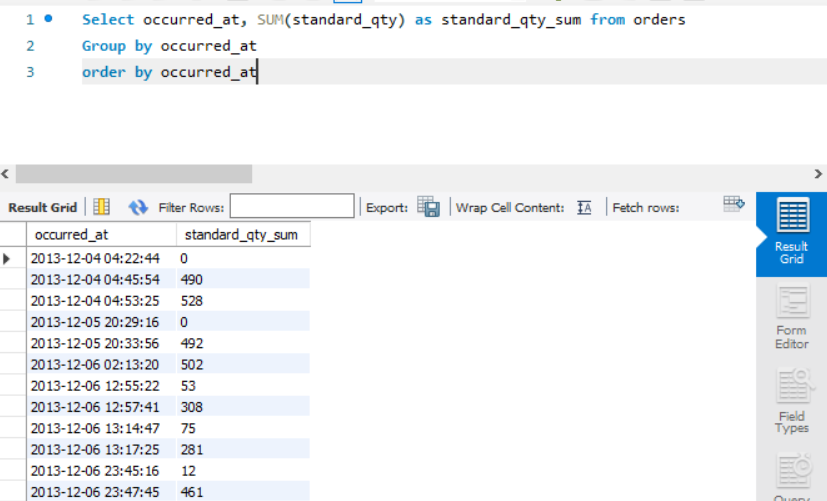 1 Select occurred_at, SUM(standard_qty) as standard_qty_sum from orders
2 Group by occurred_at
3 order by occurred_at
Result Grid Filter Rows: Export: Wrap Cell Content: Fetch rows:
occurred_at standard_qty_sum
2013-12-04 04:22:44 0
2013-12-04 04:45:54 490
2013-12-04 04:53:25 528
2013-12-05 20:29:16 0
2013-12-05 20:33:56 492
2013-12-06 02:13:20 502
2013-12-06 12:55:22 53
2013-12-06 12:57:41 308
2013-12-06 13:14:47 75
2013-12-06 13:17:25 281
2013-12-06 23:45:16 12
2013-12-06 23:47:45 461
Result
Grid
Form
Editor
Field
Types
Query